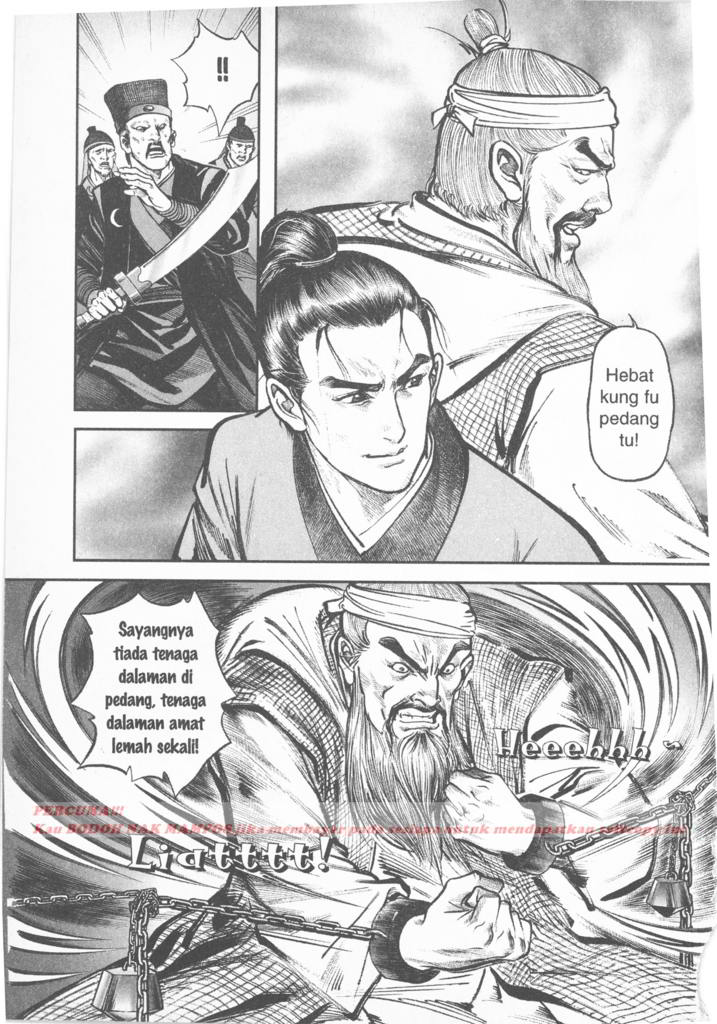 !!
Hebat
kung fu
pedang
tu!
Sayangnya
tiada tenaga
dalaman di
pedang, tenaga
dalaman amat
lemah sekali!
Heeehhh~
PERCUMA!!!
Kau BODOH NAK MAMPOS jika membayar pada sesiapa untuk mendapatkan softcopy ini
Liatttt!